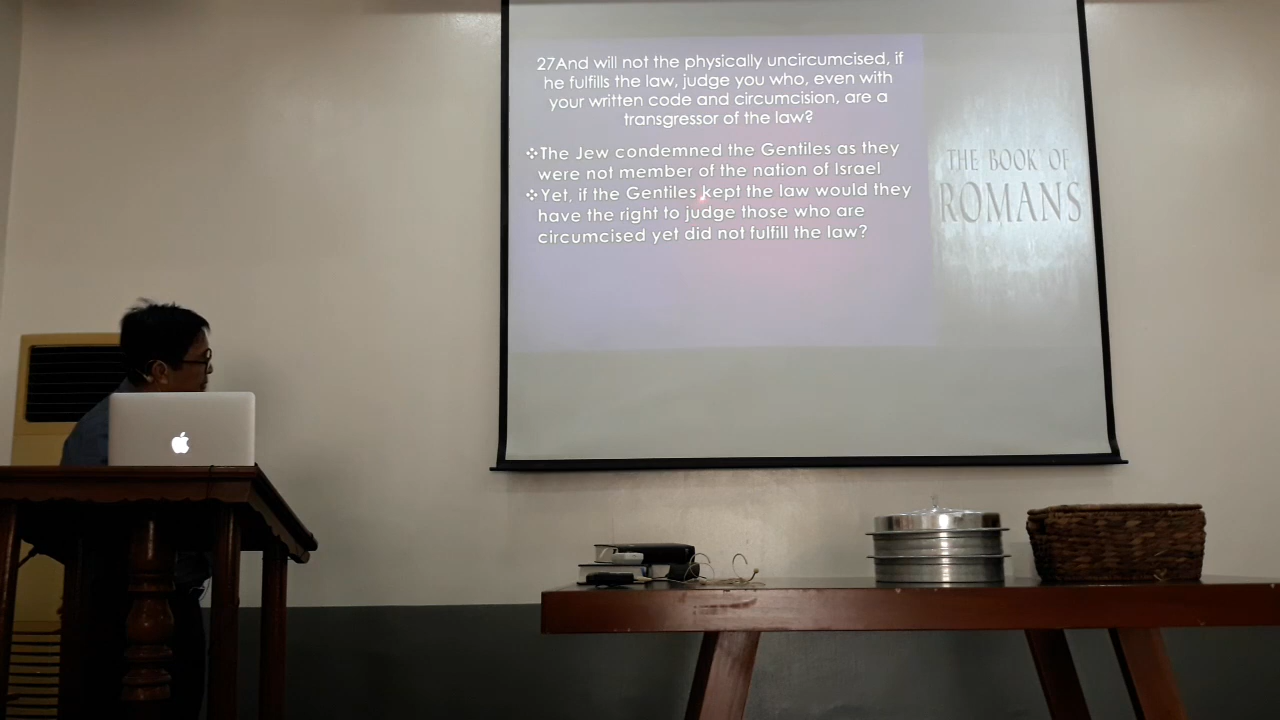 27And will not the physically uncircumcised, if
he fulfills the law, judge you who, even with
your written code and circumcision, are a
transgressor of the law?
❖The Jew condemned the Gentiles as they
were not member of the nation of Israel
❖Yet, if the Gentiles kept the law would they
have the right to judge those who are
circumcised yet did not fulfill the law?
THE BOOK OF
ROMANS